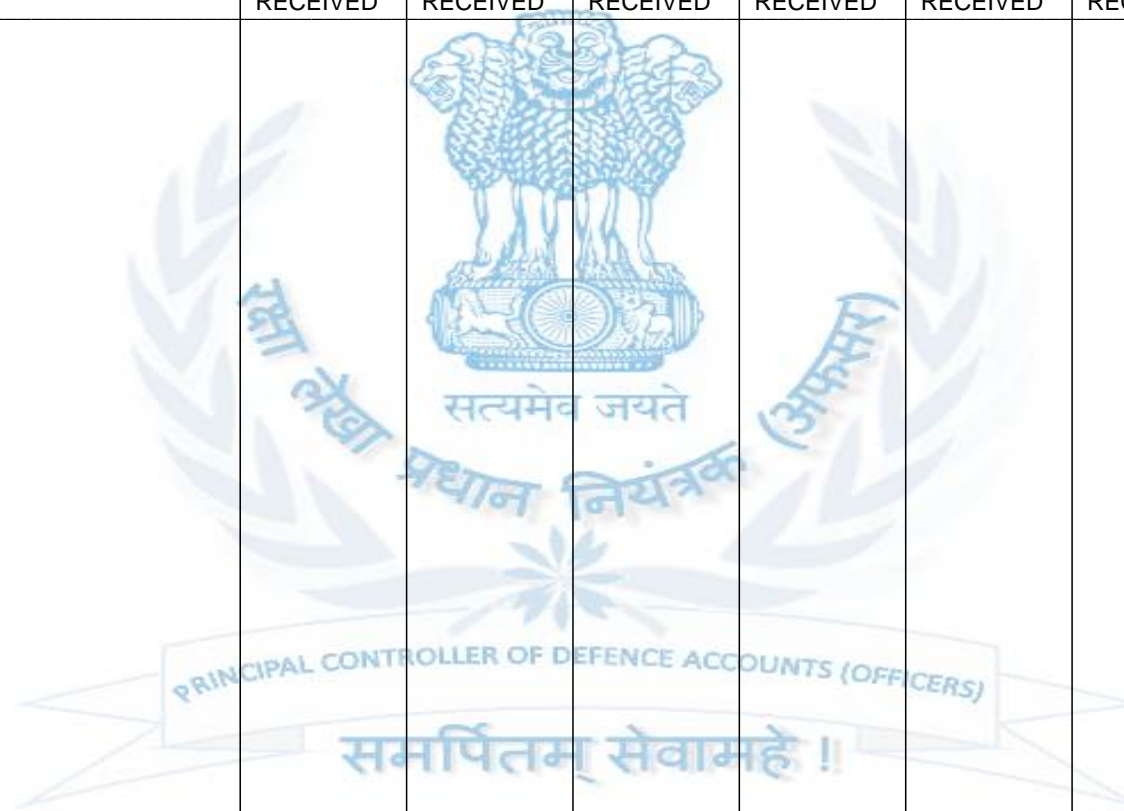 RECEIVED RECEIVED RECEIVED RECEIVED RECEIVED
सत्यमेव जयते
रक्षा लेखा प्रधान नियंत्रक (अफसर)
PRINCIPAL CONTROLLER OF DEFENCE ACCOUNTS (OFFICERS)
समर्पितम् सेवामहे !